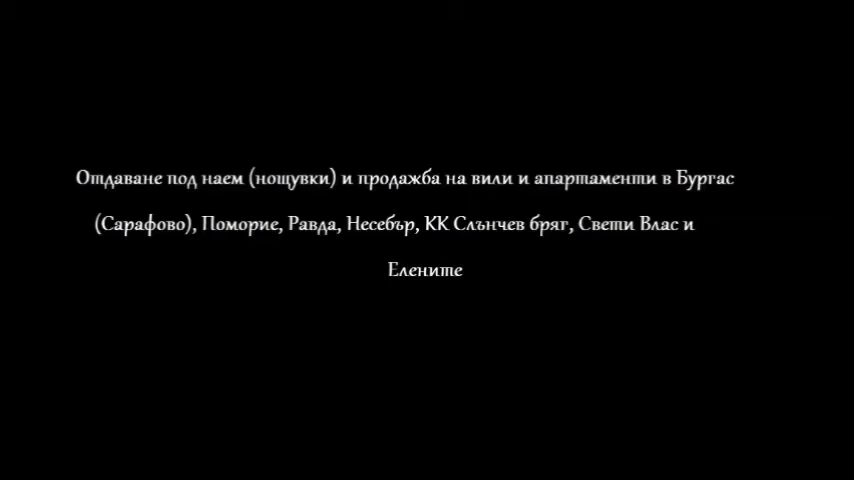 Отдаване под наем (нощувки) и продажба на вили и апартаменти в Бургас
(Сарафово), Поморие, Равда, Несебър, КК Слънчев бряг, Свети Влас и
Елените